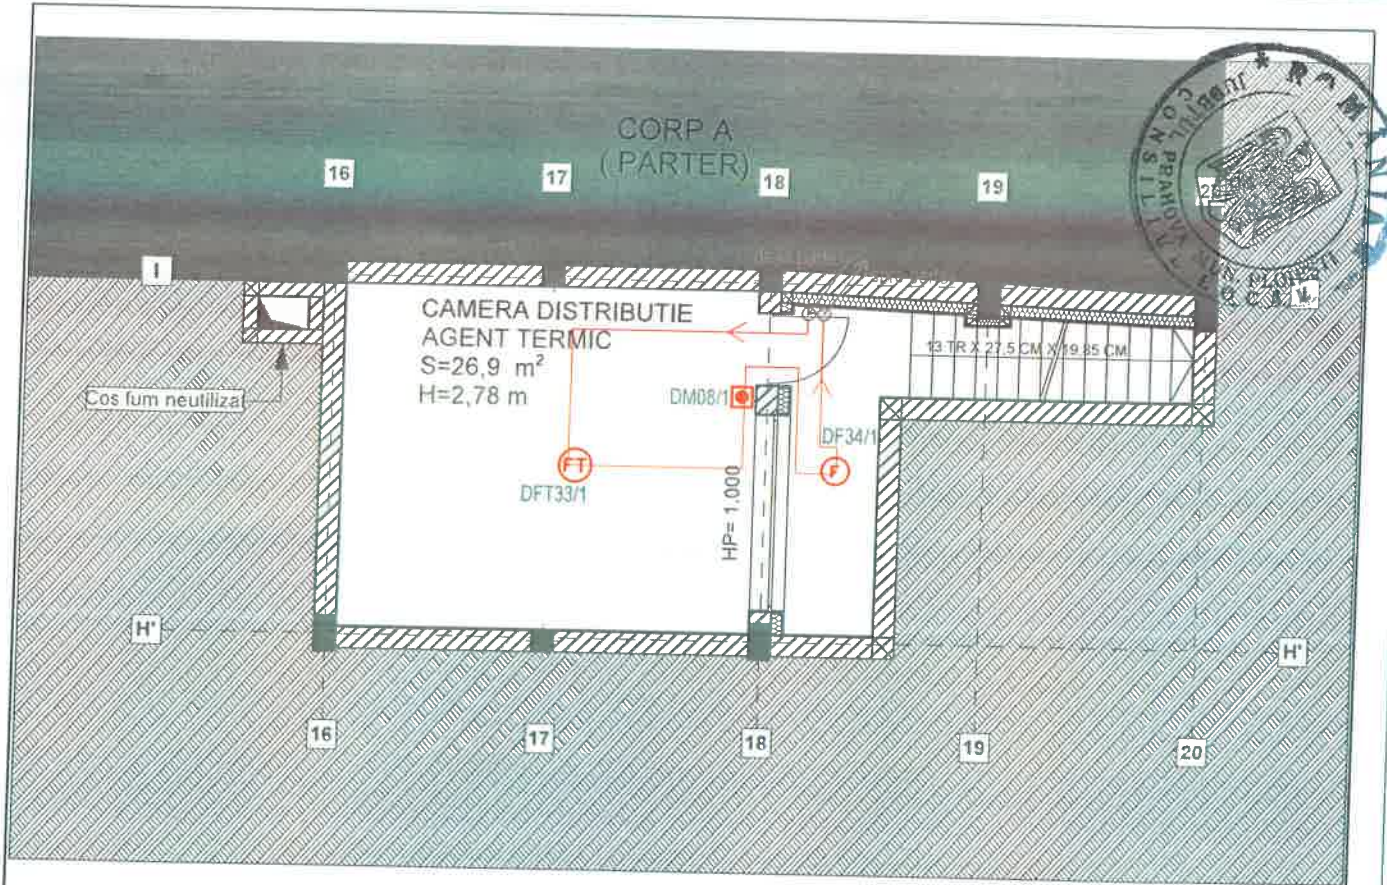 CORP A
(PARTER)
16
17
18
19
I
CAMERA DISTRIBUTIE
AGENT TERMIC
S=26,9 m²
H=2,78 m
13 TR X 27,5 CM X 19,85 CM
Cos fum neutilizat
DM08/1
DF34/1
FT
F
DFT33/1
HP= 1.000
H'
H'
16
17
18
19
20
JUDETUL PRAHOVA